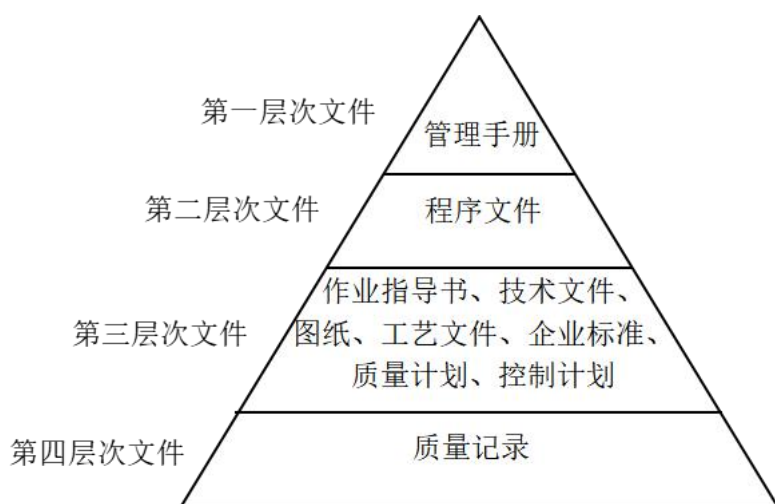 第一层次文件
管理手册
第二层次文件
程序文件
第三层次文件
作业指导书、技术文件、
图纸、工艺文件、企业标准、
质量计划、控制计划
第四层次文件
质量记录